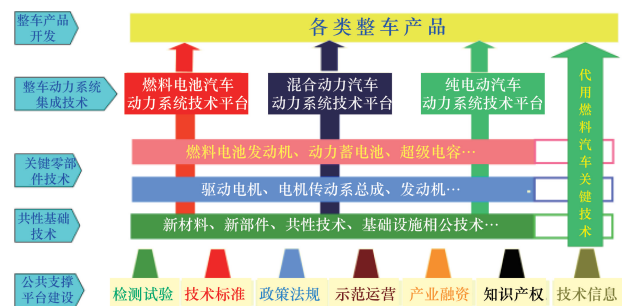 整车产品
开发
各类整车产品
整车动力系统
集成技术
燃料电池汽车
动力系统技术平台
混合动力汽车
动力系统技术平台
纯电动汽车
动力系统技术平台
代用燃料汽车关键技术
关键零部
件技术
燃料电池发动机、动力蓄电池、超级电容…
驱动电机、电机传动系总成、发动机…
共性基础
技术
新材料、新部件、共性技术、基础设施相公技术…
公共支撑
平台建设
检测试验
技术标准
政策法规
示范运营
产业融资
知识产权
技术信息